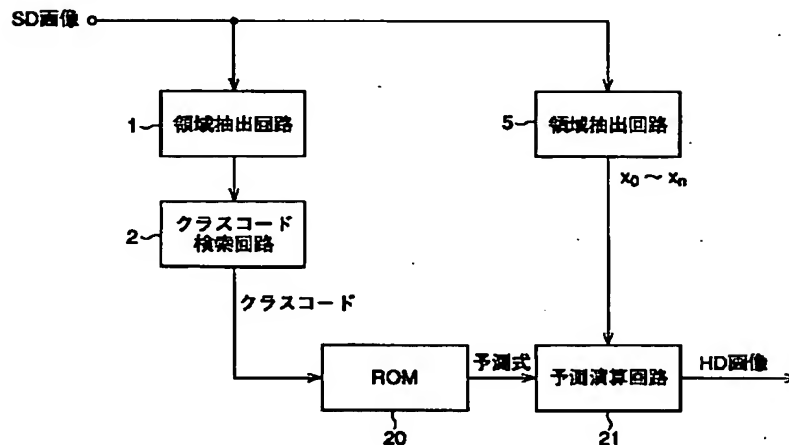 SD画像
1
領域抽出回路
5
領域抽出回路
x₀ ~ xₙ
2
クラスコード
検索回路
クラスコード
ROM
予測式
予測演算回路
HD画像
20
21